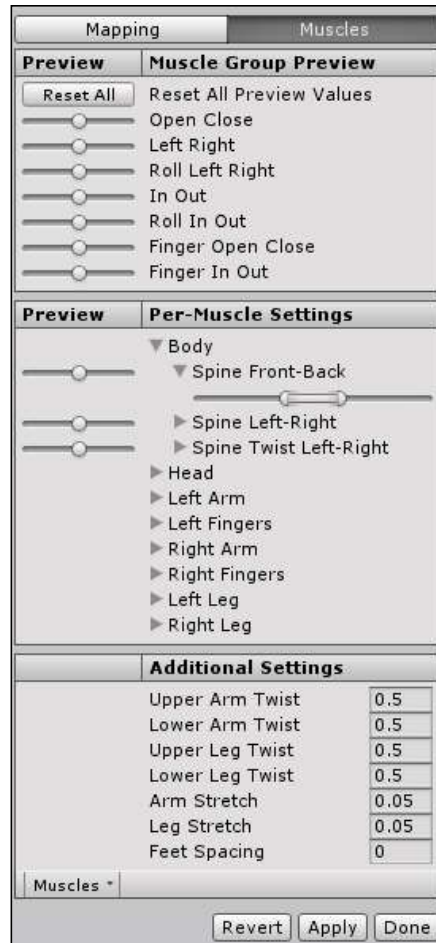 Mapping Muscles
Preview Muscle Group Preview
Reset All Reset All Preview Values
Open Close
Left Right
Roll Left Right
In Out
Roll In Out
Finger Open Close
Finger In Out
Preview Per-Muscle Settings
Body
Spine Front-Back
Spine Left-Right
Spine Twist Left-Right
Head
Left Arm
Left Fingers
Right Arm
Right Fingers
Left Leg
Right Leg
Additional Settings
Upper Arm Twist 0.5
Lower Arm Twist 0.5
Upper Leg Twist 0.5
Lower Leg Twist 0.5
Arm Stretch 0.05
Leg Stretch 0.05
Feet Spacing 0
Muscles
Revert Apply Done